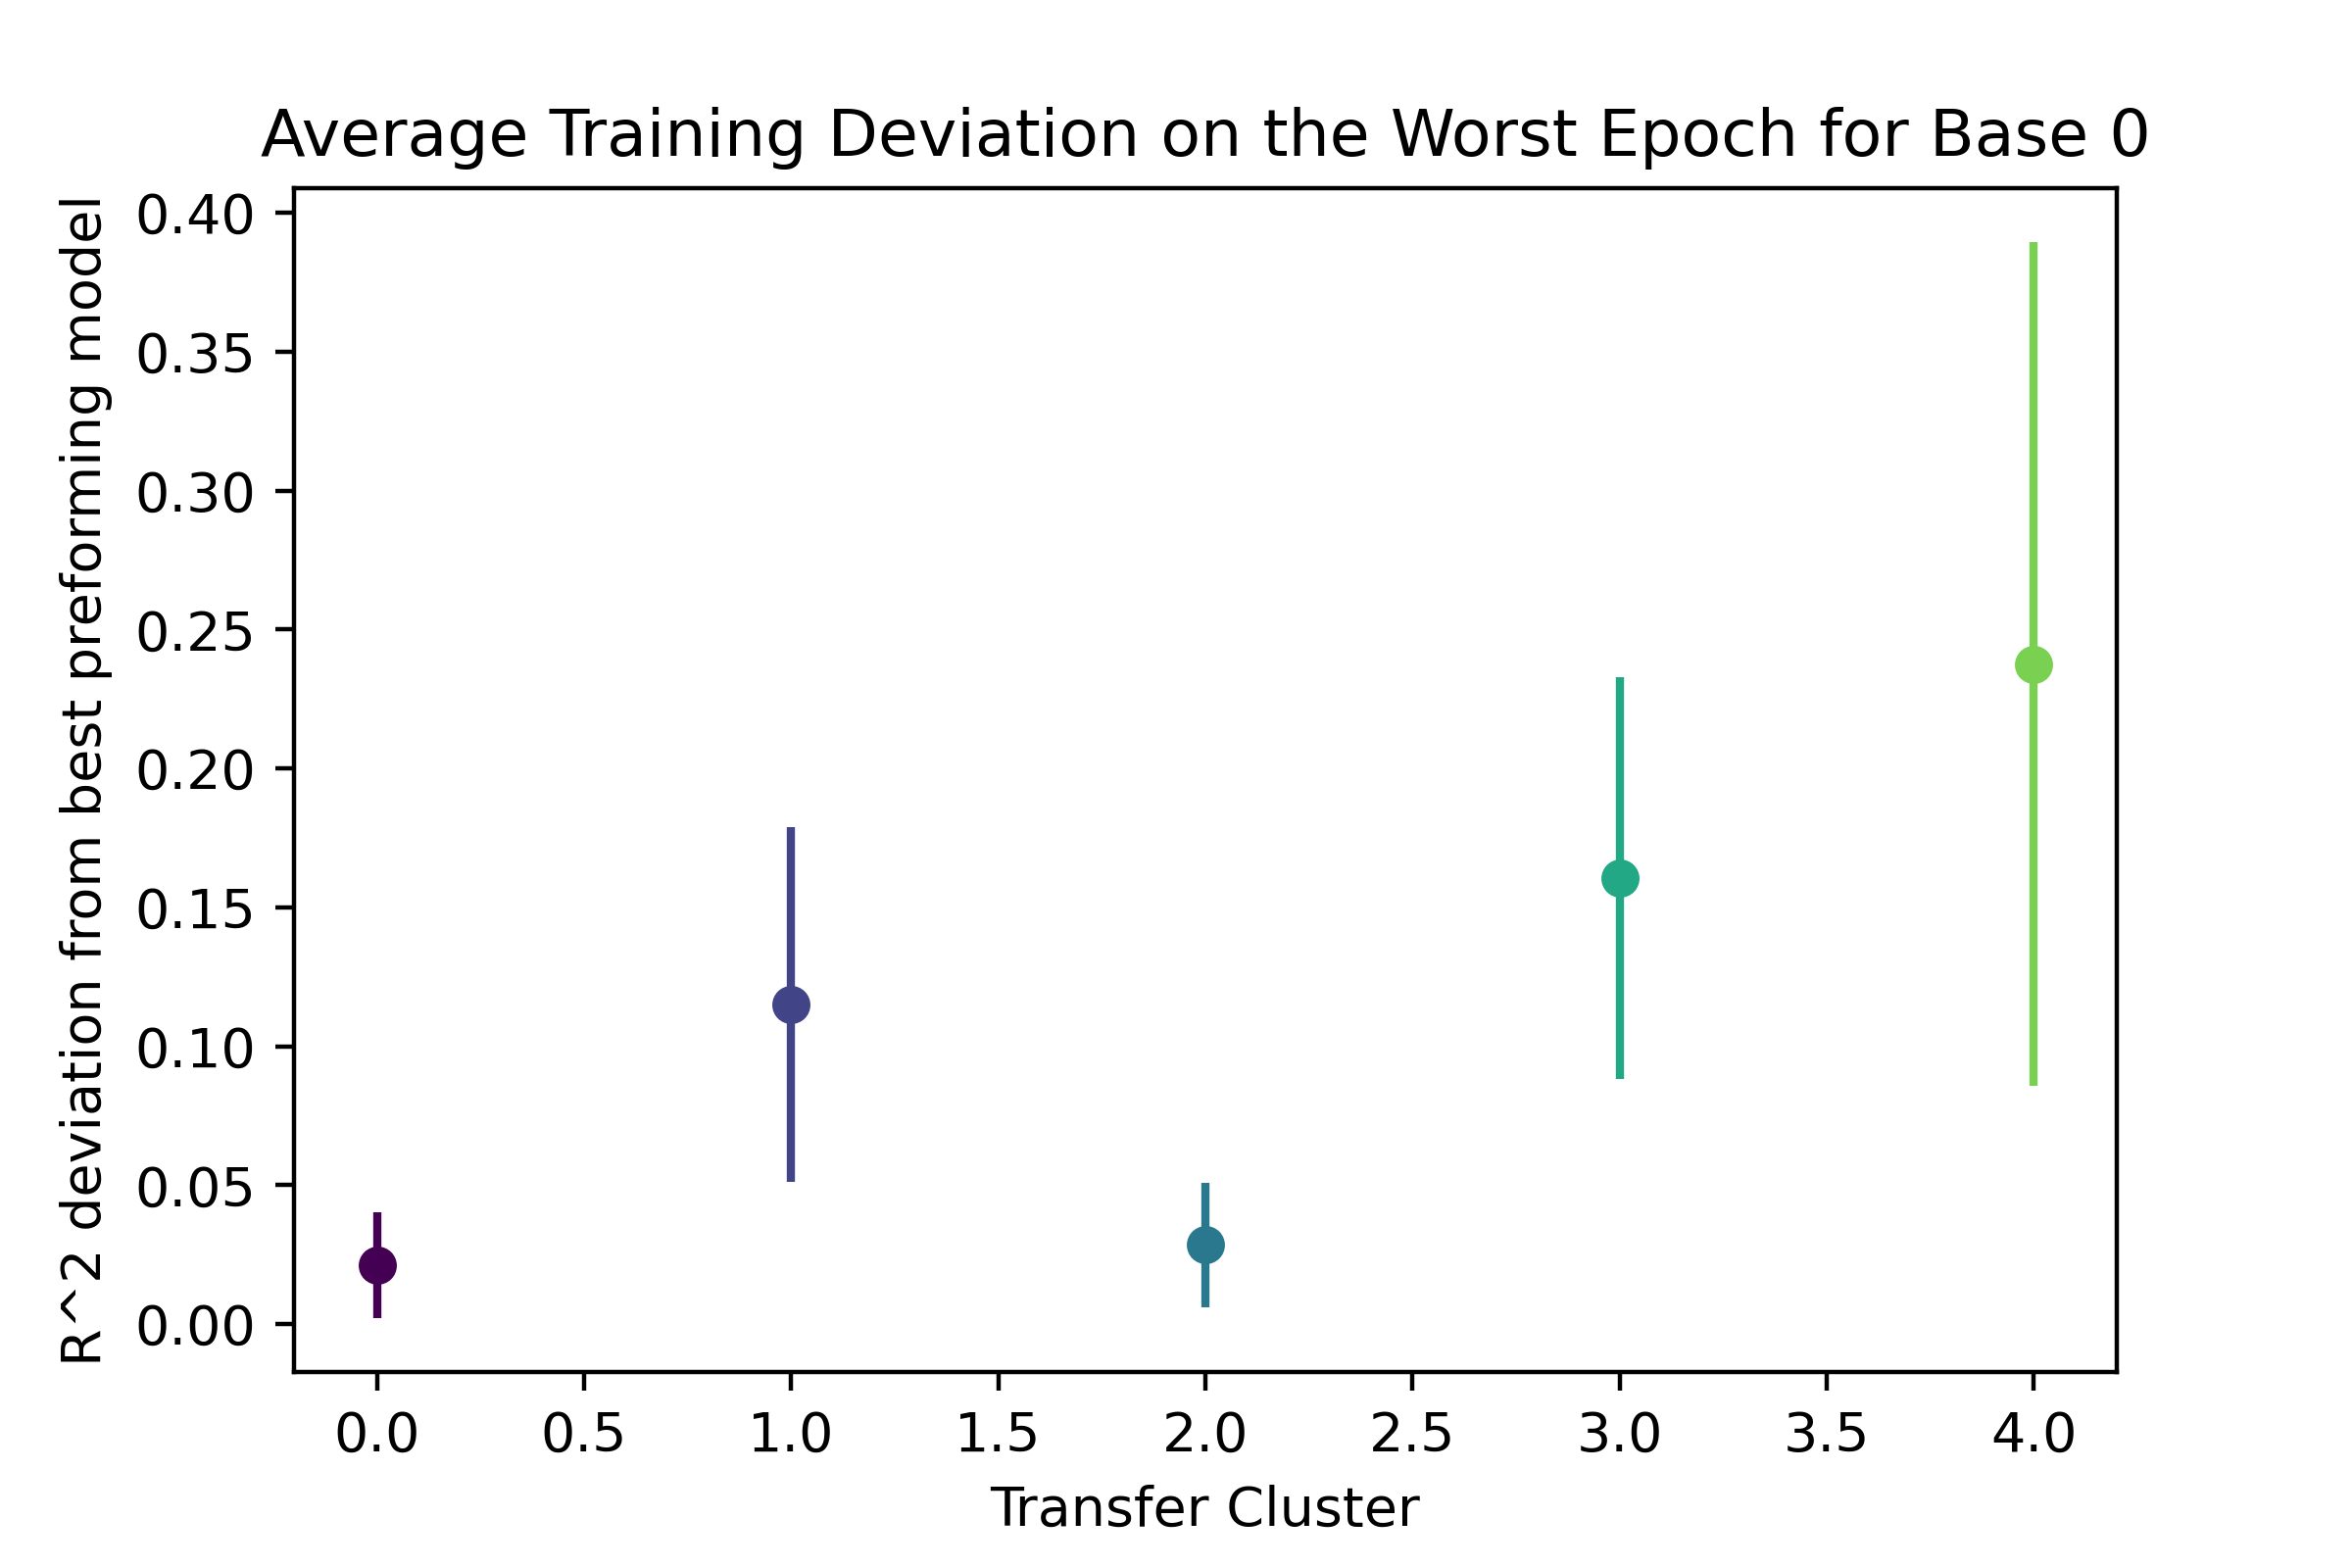 Average Training Deviation on the Worst Epoch for Base 0
R^2 deviation from best preforming model
0.40
0.35
0.30
0.25
0.20
0.15
0.10
0.05
0.00
0.0 0.5 1.0 1.5 2.0 2.5 3.0 3.5 4.0
Transfer Cluster